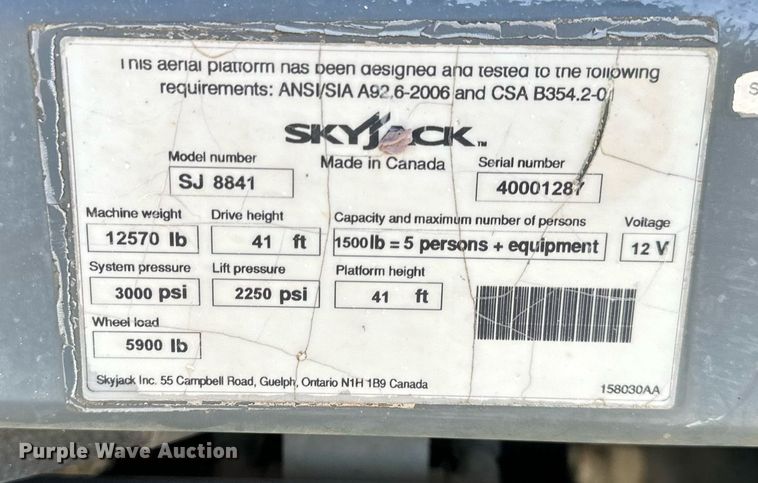 This aerial platform has been designed and tested to the following
requirements: ANSI/SIA A92.6-2006 and CSA B354.2-0
SKYJACK™
Made in Canada
Model number
SJ 8841
Serial number
40001287
Machine weight
12570 lb
Drive height
41 ft
Capacity and maximum number of persons
1500 lb = 5 persons + equipment
Voltage
12 V
System pressure
3000 psi
Lift pressure
2250 psi
Platform height
41 ft
Wheel load
5900 lb
Skyjack Inc. 55 Campbell Road, Guelph, Ontario N1H 1B9 Canada
158030AA
S
Purple Wave Auction